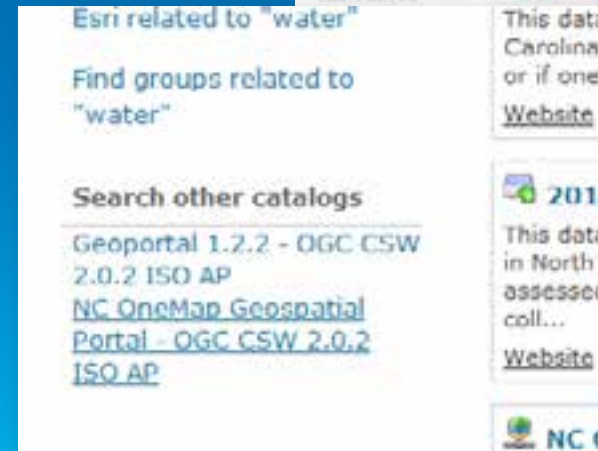 Esri related to "water"
Find groups related to
"water"
Search other catalogs
Geoportal 1.2.2 - OGC CSW
2.0.2 ISO AP
NC OneMap Geospatial
Portal - OGC CSW 2.0.2
ISO AP
This data
Carolina
or if one
Website
201
This data
in North
assessed
coll...
Website
NC